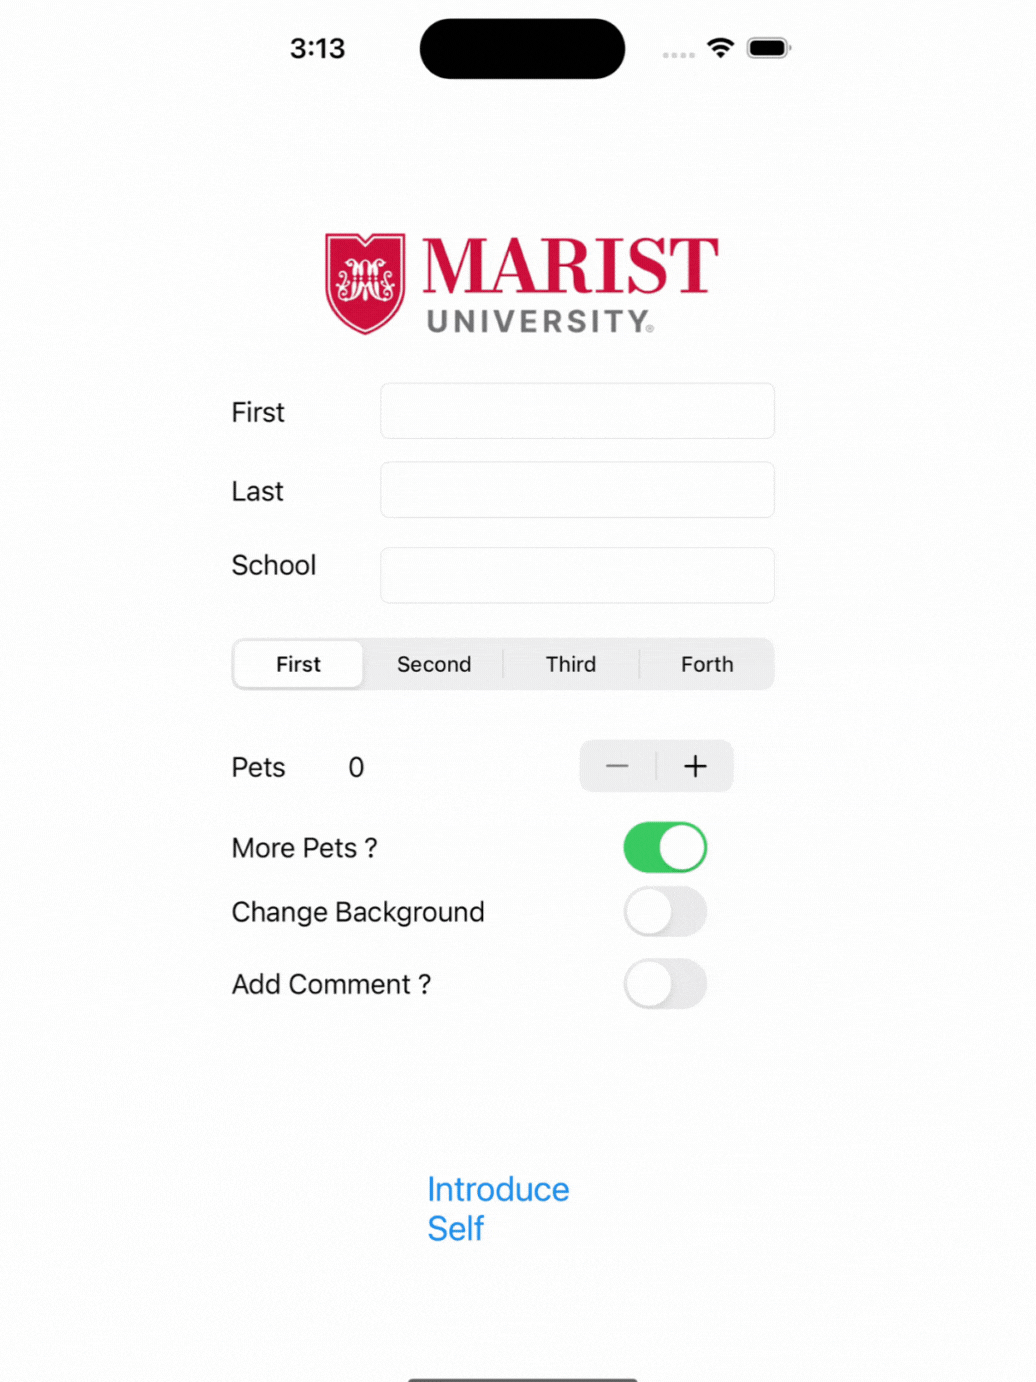 3:13
MARIST
UNIVERSITY®
First
Last
School
First Second Third Forth
Pets 0 − +
More Pets ?
Change Background
Add Comment ?
Introduce
Self